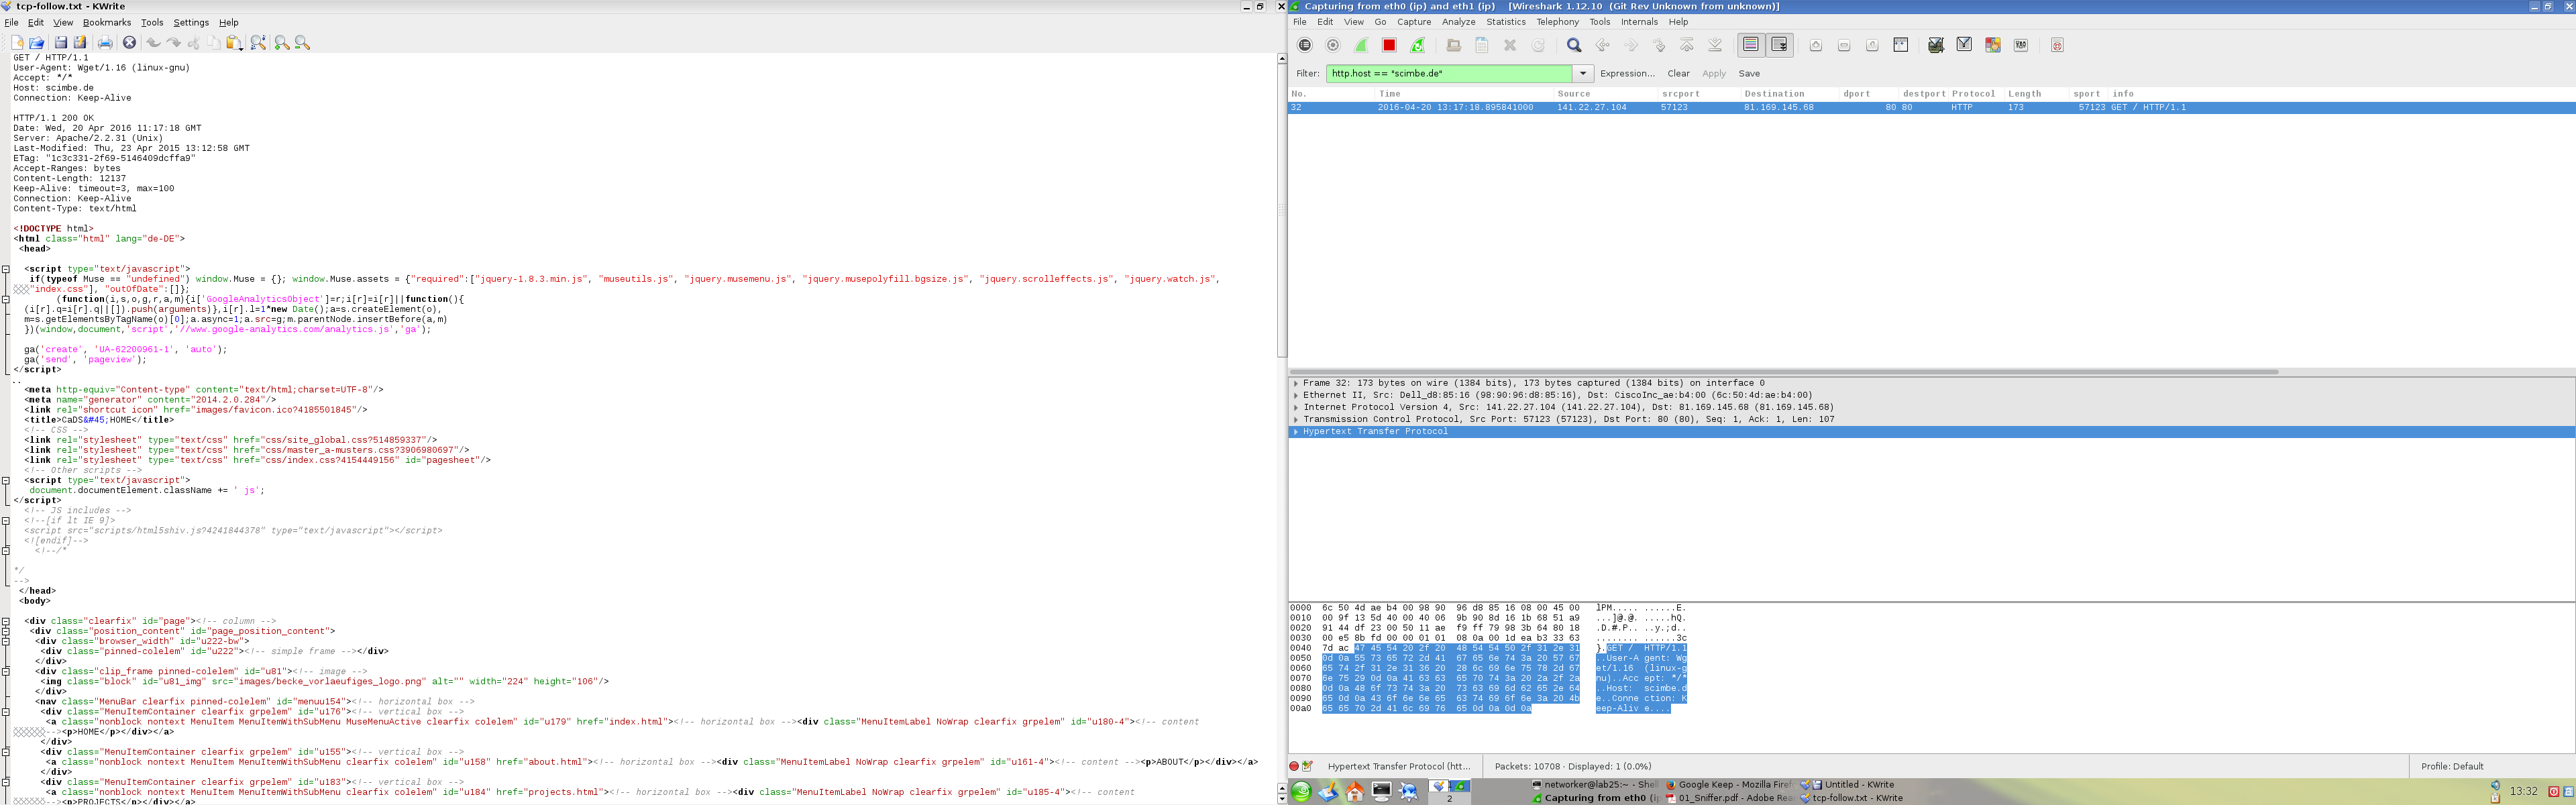 tcp-follow.txt - KWrite
File Edit View Bookmarks Tools Settings Help
GET / HTTP/1.1
User-Agent: Wget/1.16 (linux-gnu)
Accept: */*
Host: scimbe.de
Connection: Keep-Alive
HTTP/1.1 200 OK
Date: Wed, 20 Apr 2016 11:17:18 GMT
Server: Apache/2.2.31 (Unix)
Last-Modified: Thu, 23 Apr 2015 13:12:58 GMT
ETag: "1c3c331-2f69-5146409dcffa9"
Accept-Ranges: bytes
Content-Length: 12137
Keep-Alive: timeout=3, max=100
Connection: Keep-Alive
Content-Type: text/html
<!DOCTYPE html>
<html class="html" lang="de-DE">
<head>
<script type="text/javascript">
if(typeof Muse == "undefined") window.Muse = {}; window.Muse.assets = {"required":["jquery-1.8.3.min.js", "museutils.js", "jquery.musemenu.js", "jquery.musepolyfill.bgsize.js", "jquery.scrolleffects.js", "jquery.watch.js",
"index.css"], "outOfDate":[]};
(function(i,s,o,g,r,a,m){i['GoogleAnalyticsObject']=r;i[r]=i[r]||function(){
(i[r].q=i[r].q||[]).push(arguments)},i[r].l=1*new Date();a=s.createElement(o),
m=s.getElementsByTagName(o)[0];a.async=1;a.src=g;m.parentNode.insertBefore(a,m)
})(window,document,'script','//www.google-analytics.com/analytics.js','ga');
ga('create', 'UA-62200961-1', 'auto');
ga('send', 'pageview');
</script>
..
<meta http-equiv="Content-type" content="text/html;charset=UTF-8"/>
<meta name="generator" content="2014.2.0.284"/>
<link rel="shortcut icon" href="images/favicon.ico?4185501845"/>
<title>CaDS&#45;HOME</title>
<!-- CSS -->
<link rel="stylesheet" type="text/css" href="css/site_global.css?514859337"/>
<link rel="stylesheet" type="text/css" href="css/master_a-musters.css?3906980697"/>
<link rel="stylesheet" type="text/css" href="css/index.css?4154449156" id="pagesheet"/>
<!-- Other scripts -->
<script type="text/javascript">
document.documentElement.className += ' js';
</script>
<!-- JS includes -->
<!--[if lt IE 9]>
<script src="scripts/html5shiv.js?4241844378" type="text/javascript"></script>
<![endif]-->
<!--/*
*/
-->
</head>
<body>
<div class="clearfix" id="page"><!-- column -->
<div class="position_content" id="page_position_content">
<div class="browser_width" id="u222-bw">
<div class="pinned-colelem" id="u222"><!-- simple frame --></div>
</div>
<div class="clip_frame pinned-colelem" id="u81"><!-- image -->
<img class="block" id="u81_img" src="images/becke_vorlaeufiges_logo.png" alt="" width="224" height="106"/>
</div>
<nav class="MenuBar clearfix pinned-colelem" id="menuu154"><!-- horizontal box -->
<div class="MenuItemContainer clearfix grpelem" id="u176"><!-- vertical box -->
<a class="nonblock nontext MenuItem MenuItemWithSubMenu MuseMenuActive clearfix colelem" id="u179" href="index.html"><!-- horizontal box --><div class="MenuItemLabel NoWrap clearfix grpelem" id="u180-4"><!-- content
--><p>HOME</p></div></a>
</div>
<div class="MenuItemContainer clearfix grpelem" id="u155"><!-- vertical box -->
<a class="nonblock nontext MenuItem MenuItemWithSubMenu clearfix colelem" id="u158" href="about.html"><!-- horizontal box --><div class="MenuItemLabel NoWrap clearfix grpelem" id="u161-4"><!-- content --><p>ABOUT</p></div></a>
</div>
<div class="MenuItemContainer clearfix grpelem" id="u183"><!-- vertical box -->
<a class="nonblock nontext MenuItem MenuItemWithSubMenu clearfix colelem" id="u184" href="projects.html"><!-- horizontal box --><div class="MenuItemLabel NoWrap clearfix grpelem" id="u185-4"><!-- content
--><p>PROJECTS</p></div></a>
Capturing from eth0 (ip) and eth1 (ip) [Wireshark 1.12.10 (Git Rev Unknown from unknown)]
File Edit View Go Capture Analyze Statistics Telephony Tools Internals Help
Filter: http.host == "scimbe.de" Expression... Clear Apply Save
No. Time Source srcport Destination dport destport Protocol Length sport info
32 2016-04-20 13:17:18.895841000 141.22.27.104 57123 81.169.145.68 80 80 HTTP 173 57123 GET / HTTP/1.1
Frame 32: 173 bytes on wire (1384 bits), 173 bytes captured (1384 bits) on interface 0
Ethernet II, Src: Dell_d8:85:16 (98:90:96:d8:85:16), Dst: CiscoInc_ae:b4:00 (6c:50:4d:ae:b4:00)
Internet Protocol Version 4, Src: 141.22.27.104 (141.22.27.104), Dst: 81.169.145.68 (81.169.145.68)
Transmission Control Protocol, Src Port: 57123 (57123), Dst Port: 80 (80), Seq: 1, Ack: 1, Len: 107
Hypertext Transfer Protocol
0000 6c 50 4d ae b4 00 98 90 96 d8 85 16 08 00 45 00 lPM..... ......E.
0010 00 9f 13 5d 40 00 40 06 9b 90 8d 16 1b 68 51 a9 ...]@.@. .....hQ.
0020 91 44 df 23 00 50 11 ae f9 ff 79 98 3b 64 80 18 .D.#.P.. ..y.;d..
0030 00 e5 8b fd 00 00 01 01 08 0a 00 1d ea b3 33 63 ........ ......3c
0040 7d ac 47 45 54 20 2f 20 48 54 54 50 2f 31 2e 31 }.GET / HTTP/1.1
0050 0d 0a 55 73 65 72 2d 41 67 65 6e 74 3a 20 57 67 ..User-A gent: Wg
0060 65 74 2f 31 2e 31 36 20 28 6c 69 6e 75 78 2d 67 et/1.16 (linux-g
0070 6e 75 29 0d 0a 41 63 63 65 70 74 3a 20 2a 2f 2a nu)..Acc ept: */*
0080 0d 0a 48 6f 73 74 3a 20 73 63 69 6d 62 65 2e 64 ..Host: scimbe.d
0090 65 0d 0a 43 6f 6e 6e 65 63 74 69 6f 6e 3a 20 4b e..Conne ction: K
00a0 65 65 70 2d 41 6c 69 76 65 0d 0a 0d 0a eep-Aliv e....
Hypertext Transfer Protocol (htt... Packets: 10708 · Displayed: 1 (0.0%) Profile: Default
2
networker@lab25:~ - Shell Google Keep - Mozilla Firef Untitled - KWrite
Capturing from eth0 (ip 01_Sniffer.pdf - Adobe Rea tcp-follow.txt - KWrite
13:32